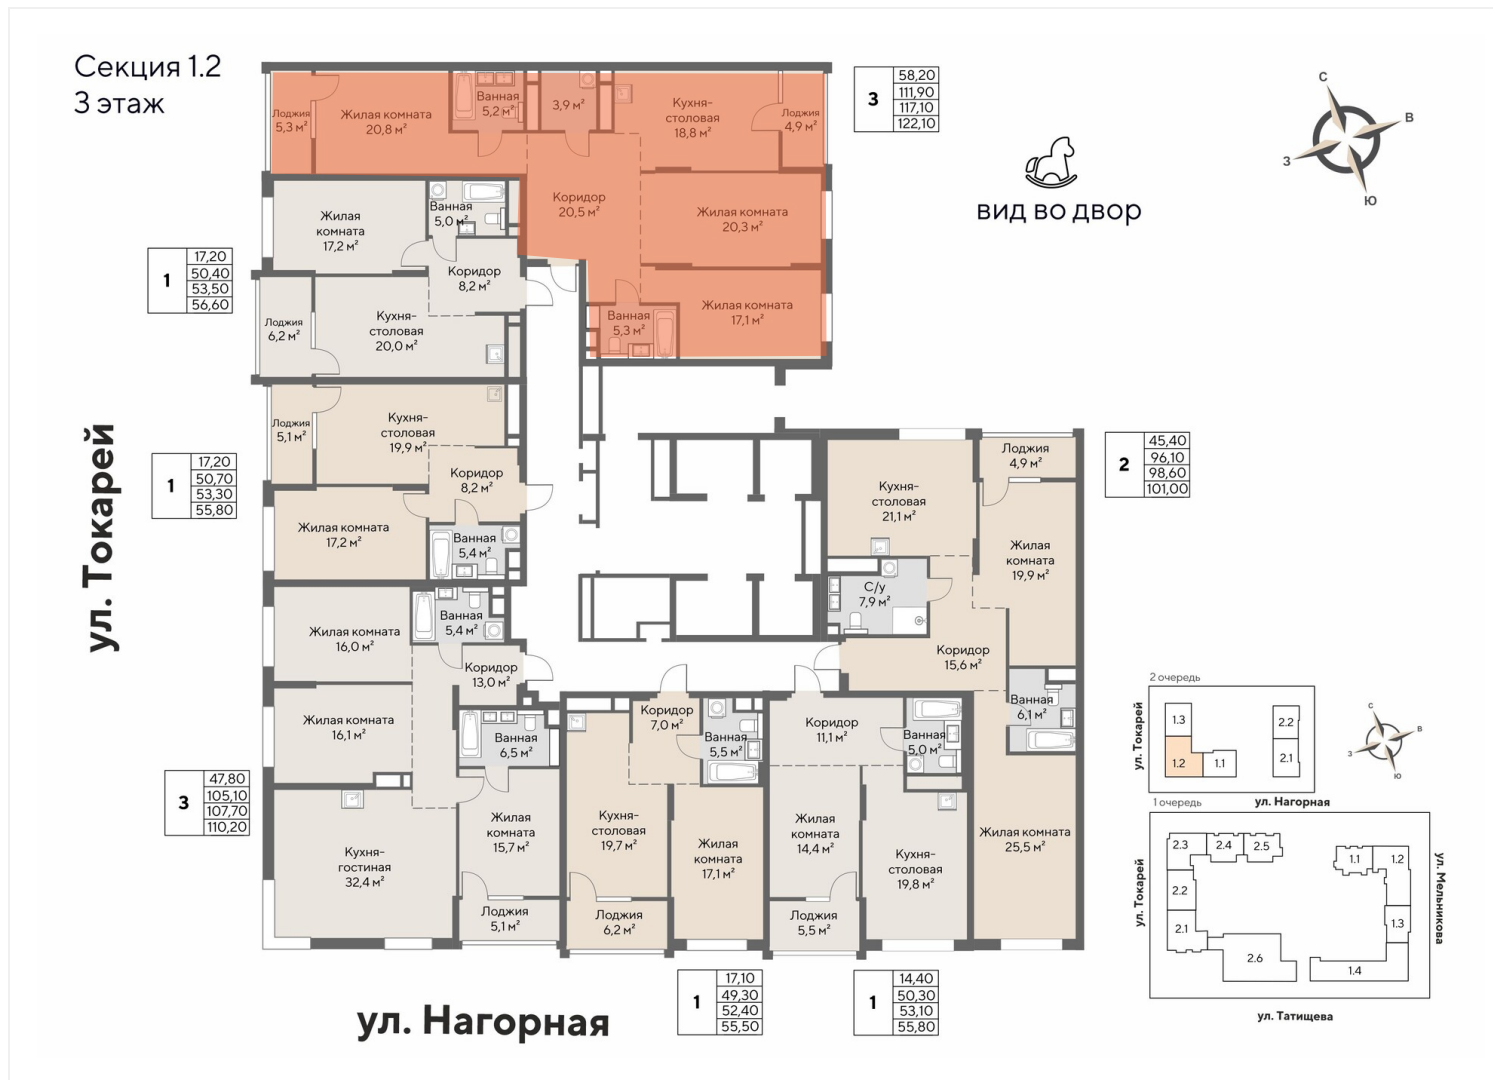 Секция 1.2
3 этаж
3
58,20
111,90
117,10
122,10
С
В
З
Ю
вид во двор
Лоджия
5,3 м²
Жилая комната
20,8 м²
Ванная
5,2 м²
3,9 м²
Кухня-
столовая
18,8 м²
Лоджия
4,9 м²
Коридор
20,5 м²
Жилая комната
20,3 м²
Жилая комната
17,1 м²
Ванная
5,3 м²
1
17,20
50,40
53,50
56,60
Жилая
комната
17,2 м²
Ванная
5,0 м²
Коридор
8,2 м²
Лоджия
6,2 м²
Кухня-
столовая
20,0 м²
1
17,20
50,70
53,30
55,80
Лоджия
5,1 м²
Кухня-
столовая
19,9 м²
Коридор
8,2 м²
Жилая комната
17,2 м²
Ванная
5,4 м²
ул. Токарей
2
45,40
96,10
98,60
101,00
Кухня-
столовая
21,1 м²
Лоджия
4,9 м²
Жилая
комната
19,9 м²
С/у
7,9 м²
Коридор
15,6 м²
Ванная
6,1 м²
Жилая комната
25,5 м²
Жилая комната
16,0 м²
Ванная
5,4 м²
Коридор
13,0 м²
Жилая комната
16,1 м²
Ванная
6,5 м²
3
47,80
105,10
107,70
110,20
Кухня-
гостиная
32,4 м²
Жилая
комната
15,7 м²
Лоджия
5,1 м²
Коридор
7,0 м²
Ванная
5,5 м²
Кухня-
столовая
19,7 м²
Жилая
комната
17,1 м²
Лоджия
6,2 м²
Коридор
11,1 м²
Ванная
5,0 м²
Жилая
комната
14,4 м²
Кухня-
столовая
19,8 м²
Лоджия
5,5 м²
1
17,10
49,30
52,40
55,50
1
14,40
50,30
53,10
55,80
ул. Нагорная
2 очередь
ул. Токарей
1.3
1.2
1.1
2.2
2.1
С
В
З
Ю
ул. Нагорная
1 очередь
ул. Токарей
2.3
2.4
2.5
2.2
2.1
2.6
1.1
1.2
1.3
1.4
ул. Мельникова
ул. Татищева